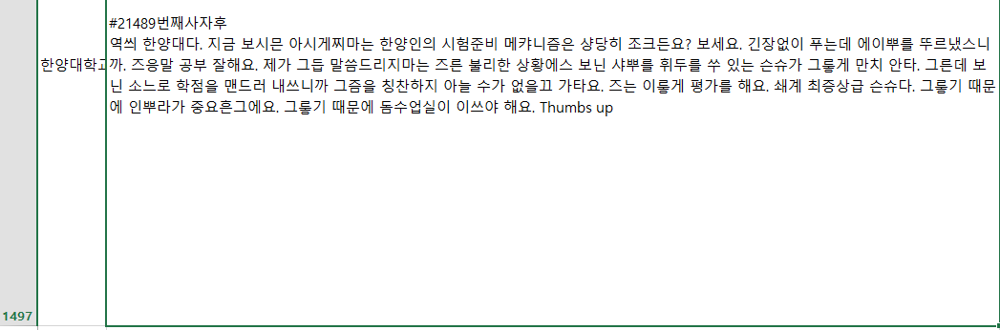 #21489번째사자후
역씌 한양대다. 지금 보시믄 아시게찌마는 한양인의 시험준비 메캬니즘은 샹당히 조크든요? 보세요. 긴장없이 푸는데 에이뿌를 뚜르냈스니
한양대학교 까. 즈응말 공부 잘해요. 제가 그듭 말씀드리지마는 즈른 불리한 상황에스 보닌 샤뿌를 휘두를 쑤 있는 슨슈가 그륳게 만치 안타. 그른데 보
닌 소느로 학점을 맨드러 내쓰니까 그즘을 칭찬하지 아늘 수가 없을끄 가타요. 즈는 이륳게 평가를 해요. 쇄계 최증상급 슨슈다. 그륳기 때문
에 인뿌라가 중요흔그에요. 그륳기 때문에 돔수업실이 이쓰야 해요. Thumbs up
1497